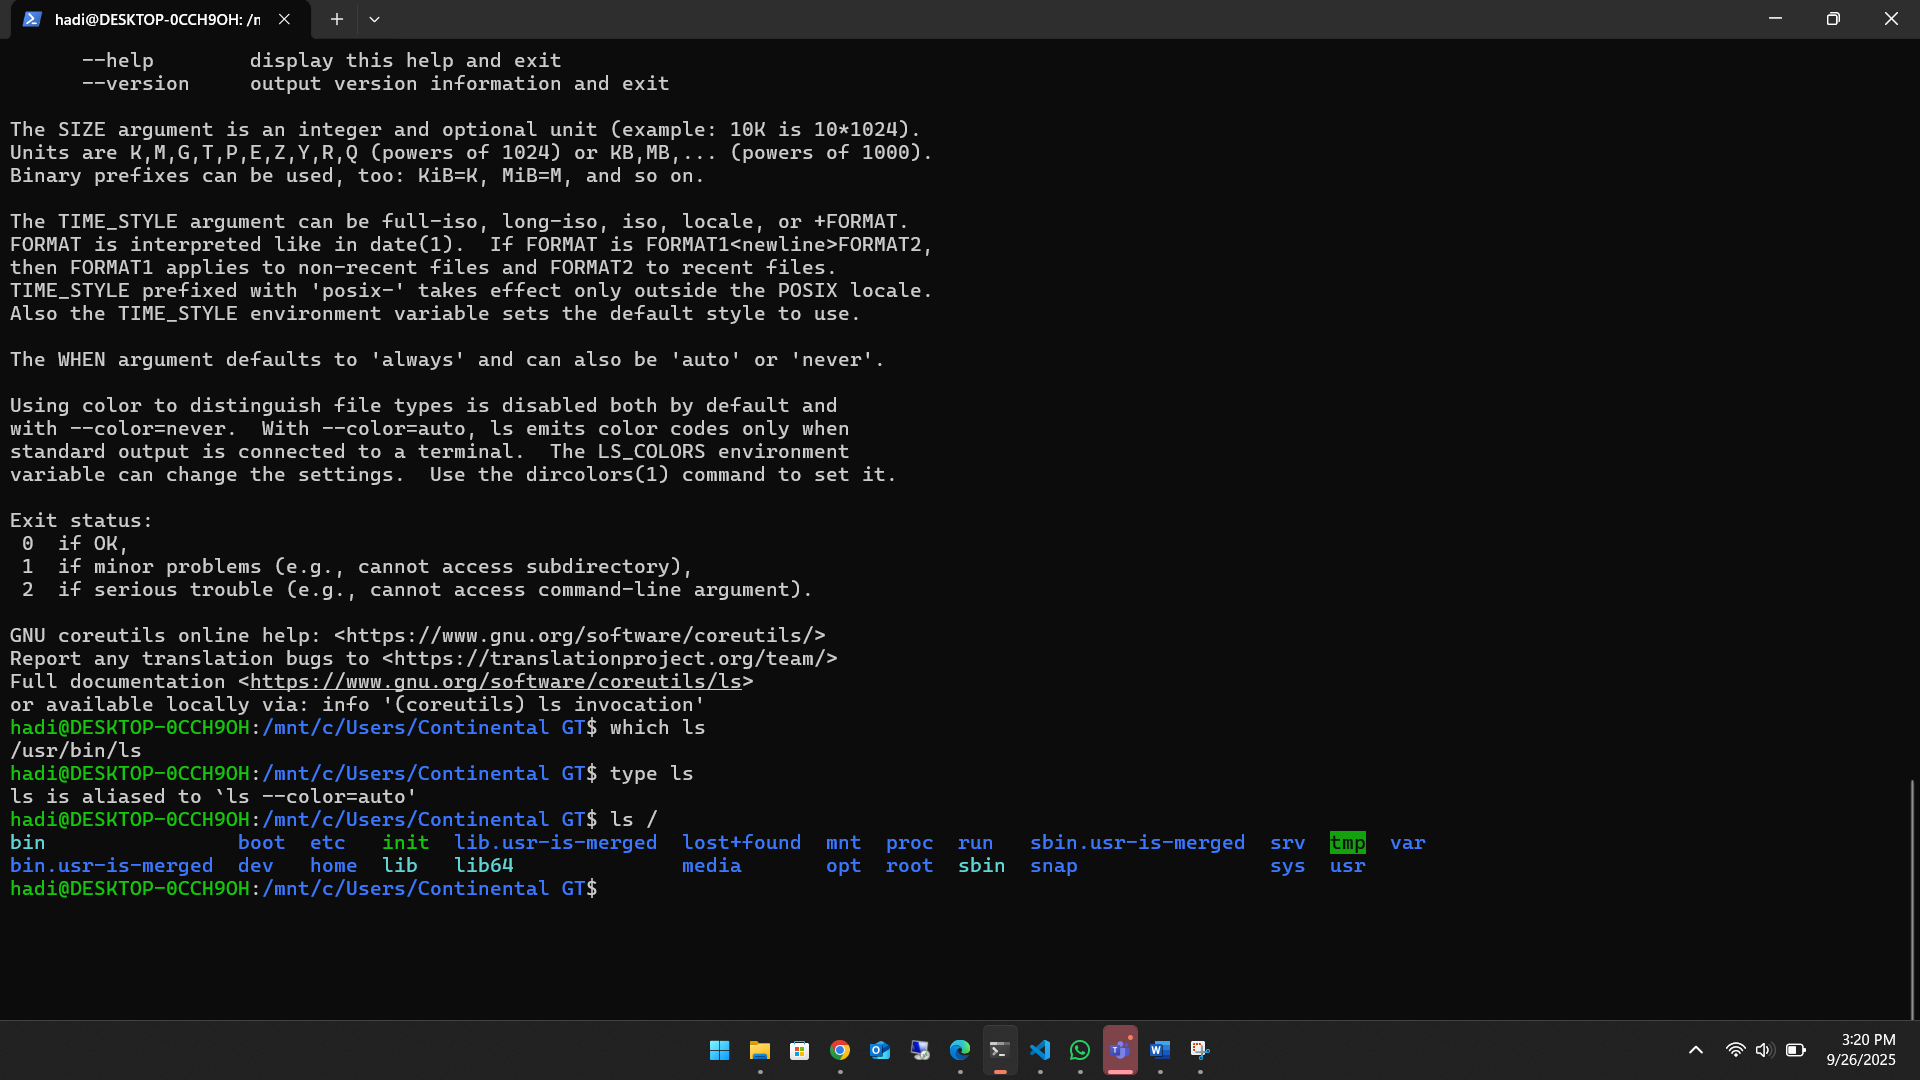 hadi@DESKTOP-0CCH9OH: /n
      --help        display this help and exit
      --version     output version information and exit
The SIZE argument is an integer and optional unit (example: 10K is 10*1024).
Units are K,M,G,T,P,E,Z,Y,R,Q (powers of 1024) or KB,MB,... (powers of 1000).
Binary prefixes can be used, too: KiB=K, MiB=M, and so on.
The TIME_STYLE argument can be full-iso, long-iso, iso, locale, or +FORMAT.
FORMAT is interpreted like in date(1).  If FORMAT is FORMAT1<newline>FORMAT2,
then FORMAT1 applies to non-recent files and FORMAT2 to recent files.
TIME_STYLE prefixed with 'posix-' takes effect only outside the POSIX locale.
Also the TIME_STYLE environment variable sets the default style to use.
The WHEN argument defaults to 'always' and can also be 'auto' or 'never'.
Using color to distinguish file types is disabled both by default and
with --color=never.  With --color=auto, ls emits color codes only when
standard output is connected to a terminal.  The LS_COLORS environment
variable can change the settings.  Use the dircolors(1) command to set it.
Exit status:
 0  if OK,
 1  if minor problems (e.g., cannot access subdirectory),
 2  if serious trouble (e.g., cannot access command-line argument).
GNU coreutils online help: <https://www.gnu.org/software/coreutils/>
Report any translation bugs to <https://translationproject.org/team/>
Full documentation <https://www.gnu.org/software/coreutils/ls>
or available locally via: info '(coreutils) ls invocation'
hadi@DESKTOP-0CCH9OH:/mnt/c/Users/Continental GT$ which ls
/usr/bin/ls
hadi@DESKTOP-0CCH9OH:/mnt/c/Users/Continental GT$ type ls
ls is aliased to `ls --color=auto'
hadi@DESKTOP-0CCH9OH:/mnt/c/Users/Continental GT$ ls /
bin                boot  etc   init  lib.usr-is-merged  lost+found  mnt  proc  run   sbin.usr-is-merged  srv  tmp  var
bin.usr-is-merged  dev   home  lib   lib64              media       opt  root  sbin  snap                sys  usr
hadi@DESKTOP-0CCH9OH:/mnt/c/Users/Continental GT$
3:20 PM
9/26/2025